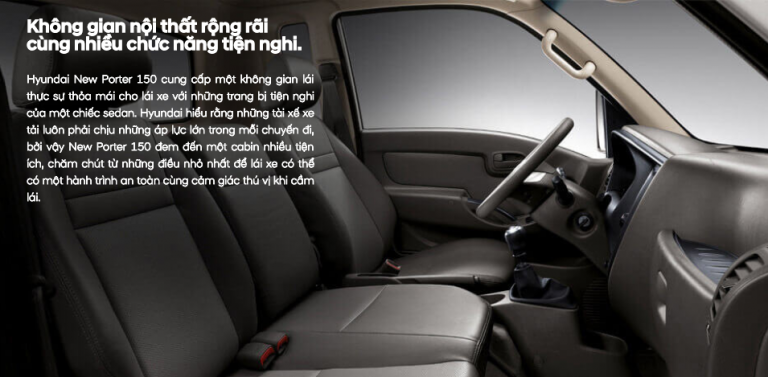 Không gian nội thất rộng rãi
cùng nhiều chức năng tiện nghi.
Hyundai New Porter 150 cung cấp một không gian lái
thực sự thỏa mái cho lái xe với những trang bị tiện nghi
của một chiếc sedan. Hyundai hiểu rằng những tài xế xe
tải luôn phải chịu những áp lực lớn trong mỗi chuyến đi,
bởi vậy New Porter 150 đem đến một cabin nhiều tiện
ích, chăm chút từ những điều nhỏ nhất để lái xe có thể
có một hành trình an toàn cùng cảm giác thú vị khi cầm
lái.